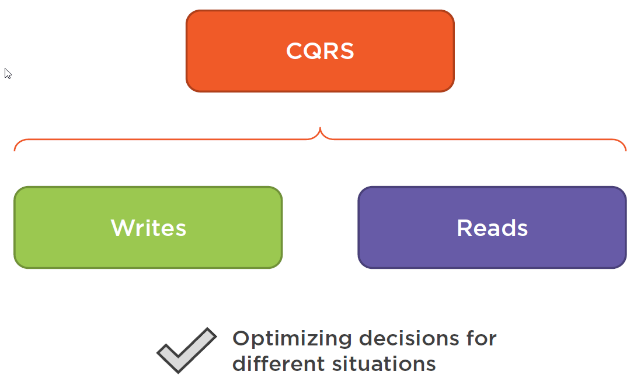 CQRS
Writes
Reads
Optimizing decisions for
different situations